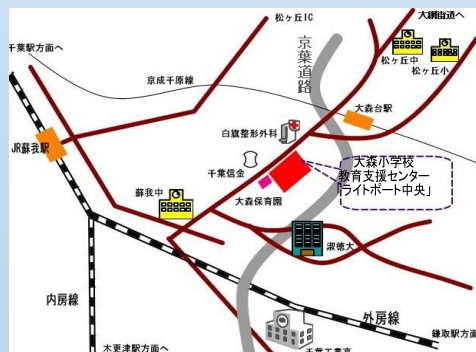 大網街道へ
松ヶ丘IC
千葉駅方面へ
京葉道路
松ヶ丘中
松ヶ丘小
京成千原線
大森台駅
白旗整形外科
JR蘇我駅
千葉信金
大森小学校
教育支援センター
ライトポート中央」
蘇我中
大森保育園
淑徳大
内房線
外房線
鎌取駅方面
木更津駅方面へ
千葉工業高